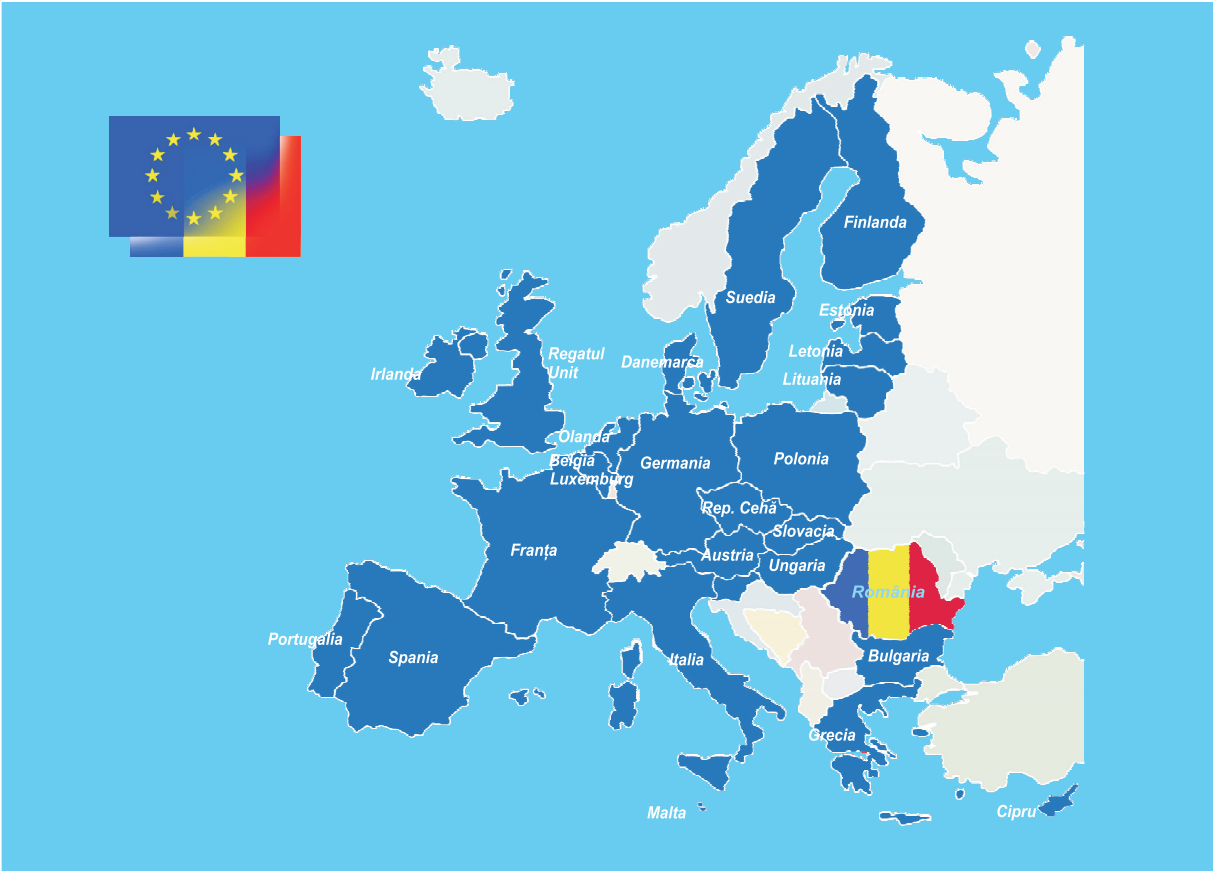 Finlanda
Suedia
Estonia
Letonia
Danemarca
Regatul
Unit
Irlanda
Lituania
Olanda
Belgia
Germania
Polonia
Luxemburg
Rep. Cehă
Slovacia
Franța
Austria
Ungaria
România
Portugalia
Spania
Italia
Bulgaria
Grecia
Malta
Cipru